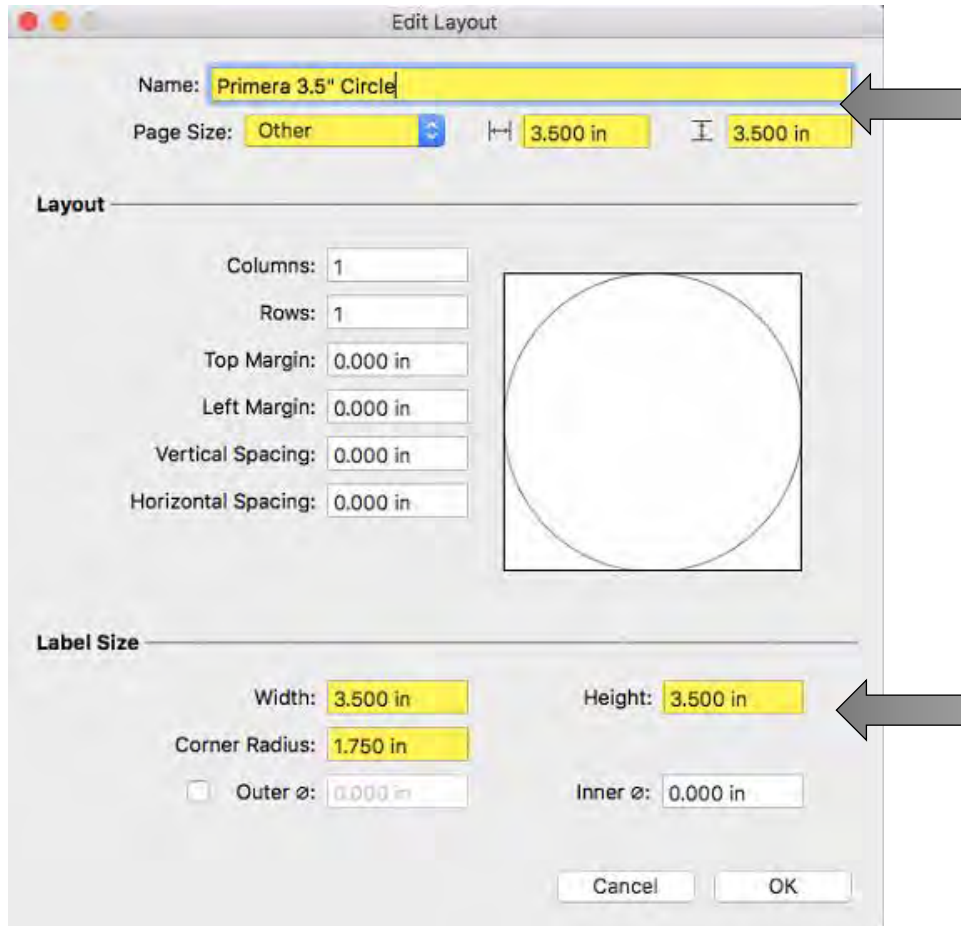 Edit Layout
Name: Primera 3.5" Circle
Page Size: Other 3.500 in 3.500 in
Layout
Columns: 1
Rows: 1
Top Margin: 0.000 in
Left Margin: 0.000 in
Vertical Spacing: 0.000 in
Horizontal Spacing: 0.000 in
Label Size
Width: 3.500 in Height: 3.500 in
Corner Radius: 1.750 in
Outer ⌀: 0.000 in Inner ⌀: 0.000 in
Cancel OK